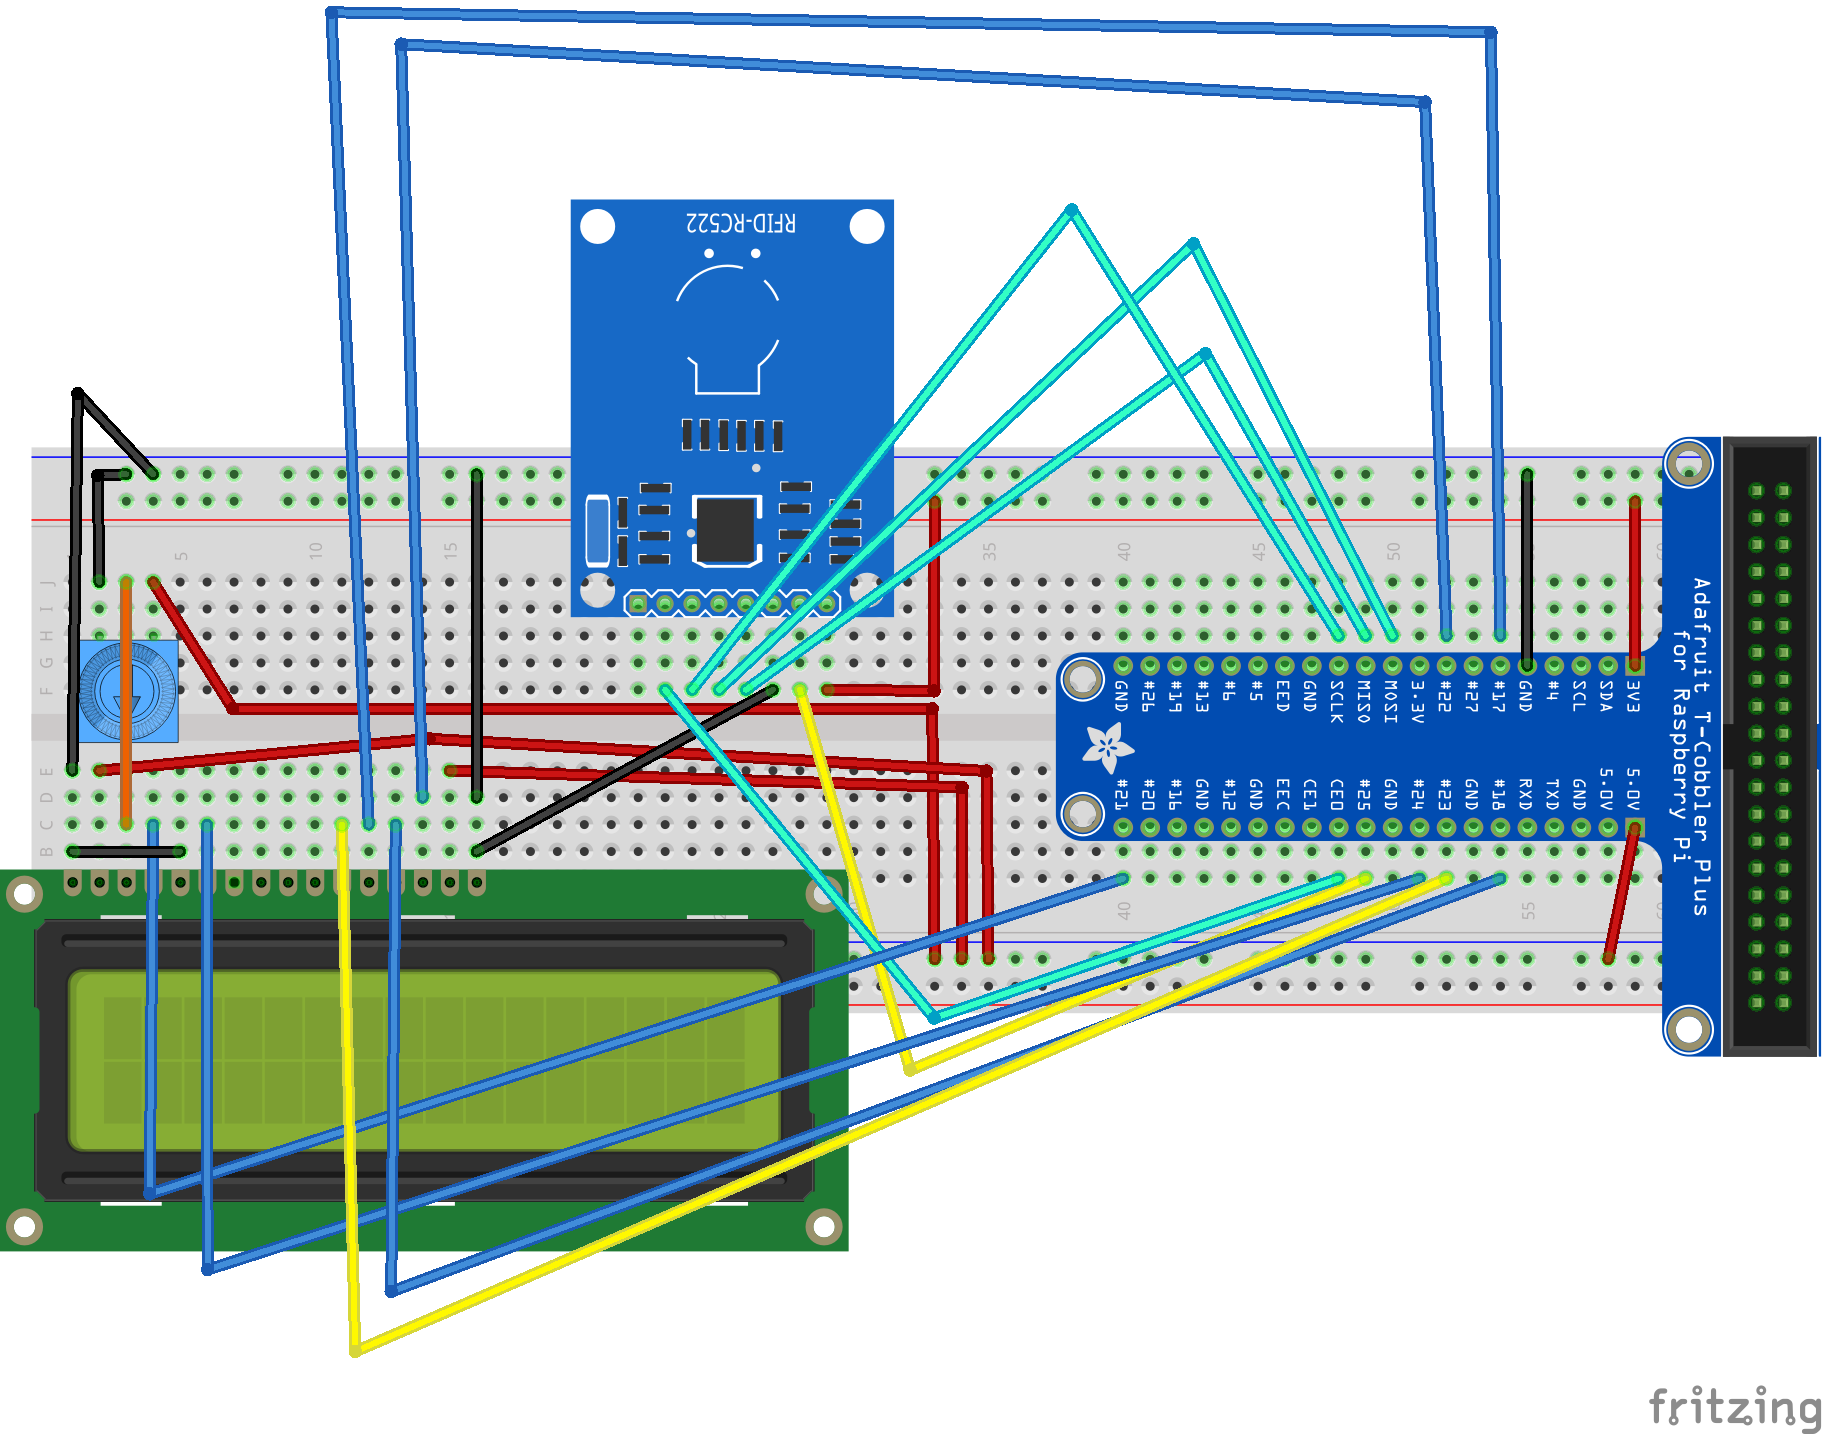 RFID-RC522
5
10
15
35
40
45
50
60
J
I
H
G
F
E
D
C
B
GND
#26
#19
#13
#6
#5
EED
GND
SCLK
MISO
MOSI
3.3V
#22
#27
#17
GND
#4
SCL
SDA
3V3
#21
#20
#16
GND
#12
GND
EEC
CE1
CE0
#25
GND
#24
#23
GND
#18
RXD
TXD
GND
5.0V
5.0V
Adafruit T-Cobbler Plus
for Raspberry Pi
40
55
60
fritzing